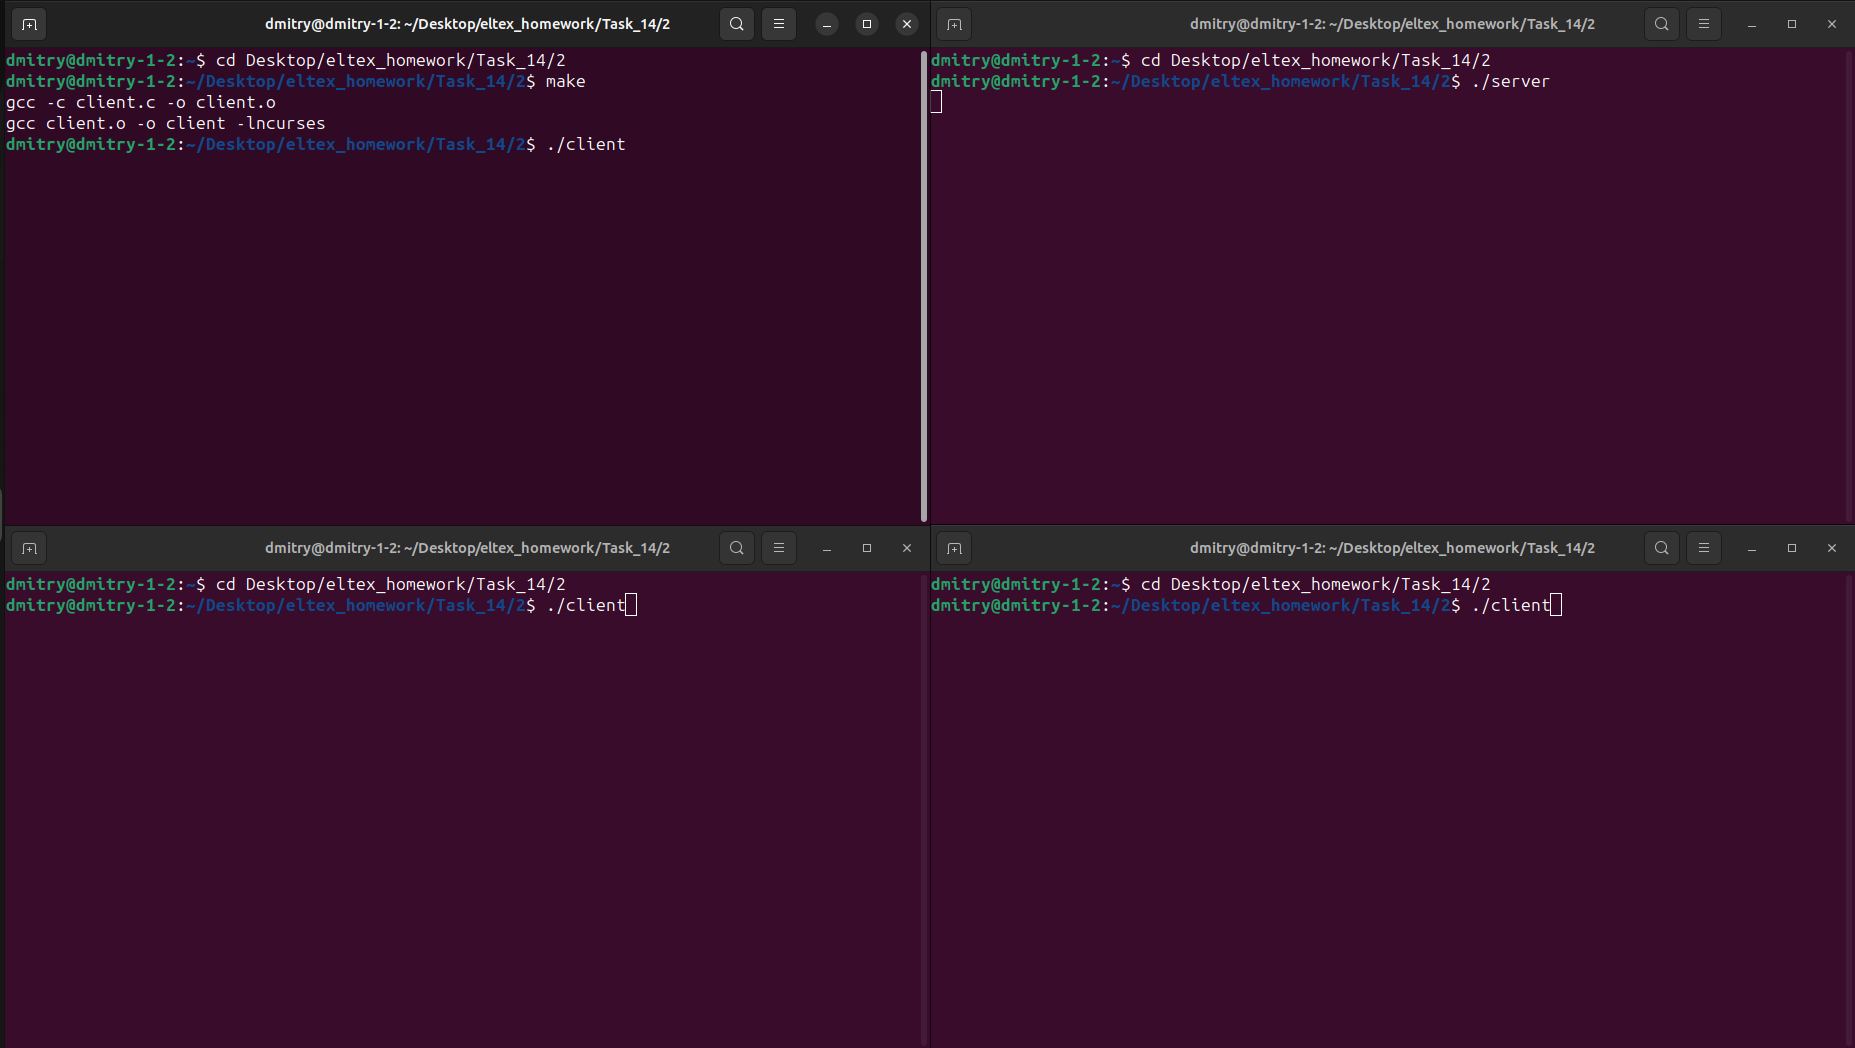 dmitry@dmitry-1-2: ~/Desktop/eltex_homework/Task_14/2
dmitry@dmitry-1-2:~$ cd Desktop/eltex_homework/Task_14/2
dmitry@dmitry-1-2:~/Desktop/eltex_homework/Task_14/2$ make
gcc -c client.c -o client.o
gcc client.o -o client -lncurses
dmitry@dmitry-1-2:~/Desktop/eltex_homework/Task_14/2$ ./client
dmitry@dmitry-1-2: ~/Desktop/eltex_homework/Task_14/2
dmitry@dmitry-1-2:~$ cd Desktop/eltex_homework/Task_14/2
dmitry@dmitry-1-2:~/Desktop/eltex_homework/Task_14/2$ ./server
dmitry@dmitry-1-2: ~/Desktop/eltex_homework/Task_14/2
dmitry@dmitry-1-2:~$ cd Desktop/eltex_homework/Task_14/2
dmitry@dmitry-1-2:~/Desktop/eltex_homework/Task_14/2$ ./client
dmitry@dmitry-1-2: ~/Desktop/eltex_homework/Task_14/2
dmitry@dmitry-1-2:~$ cd Desktop/eltex_homework/Task_14/2
dmitry@dmitry-1-2:~/Desktop/eltex_homework/Task_14/2$ ./client